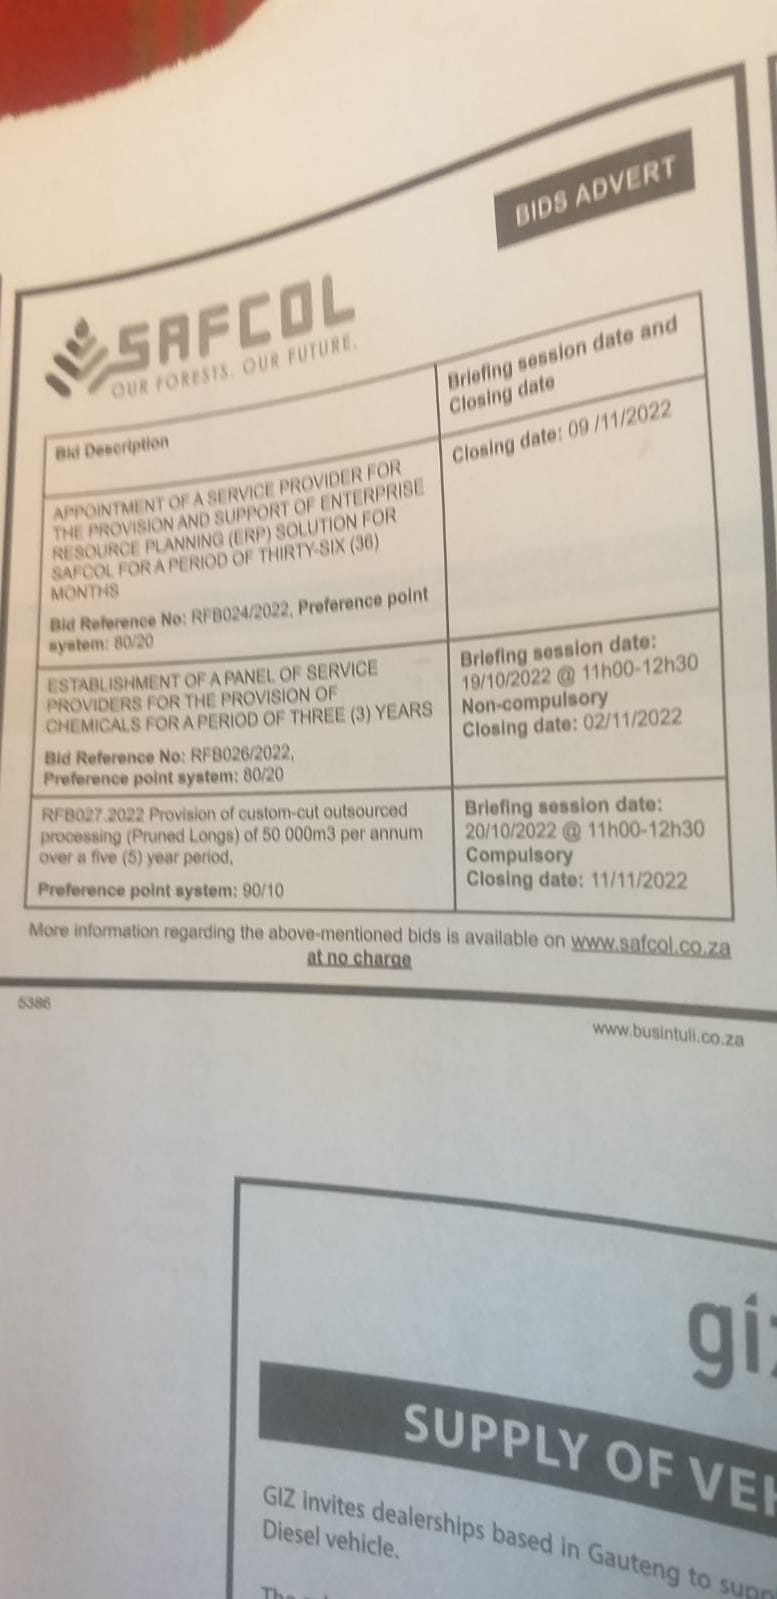 BIDS ADVERT
SAFCOL
OUR FORESTS. OUR FUTURE.
Bid Description
Briefing session date and
Closing date
APPOINTMENT OF A SERVICE PROVIDER FOR
THE PROVISION AND SUPPORT OF ENTERPRISE
RESOURCE PLANNING (ERP) SOLUTION FOR
SAFCOL FOR A PERIOD OF THIRTY-SIX (36)
MONTHS
Bid Reference No: RFB024/2022, Preference point
system: 80/20
Closing date: 09 /11/2022
ESTABLISHMENT OF A PANEL OF SERVICE
PROVIDERS FOR THE PROVISION OF
CHEMICALS FOR A PERIOD OF THREE (3) YEARS
Bid Reference No: RFB026/2022,
Preference point system: 80/20
Briefing session date:
19/10/2022 @ 11h00-12h30
Non-compulsory
Closing date: 02/11/2022
RFB027.2022 Provision of custom-cut outsourced
processing (Pruned Longs) of 50 000m3 per annum
over a five (5) year period,
Preference point system: 90/10
Briefing session date:
20/10/2022 @ 11h00-12h30
Compulsory
Closing date: 11/11/2022
More information regarding the above-mentioned bids is available on www.safcol.co.za
at no charge
5386
www.busintuli.co.za
giz
SUPPLY OF VEH
GIZ invites dealerships based in Gauteng to supp
Diesel vehicle.
The